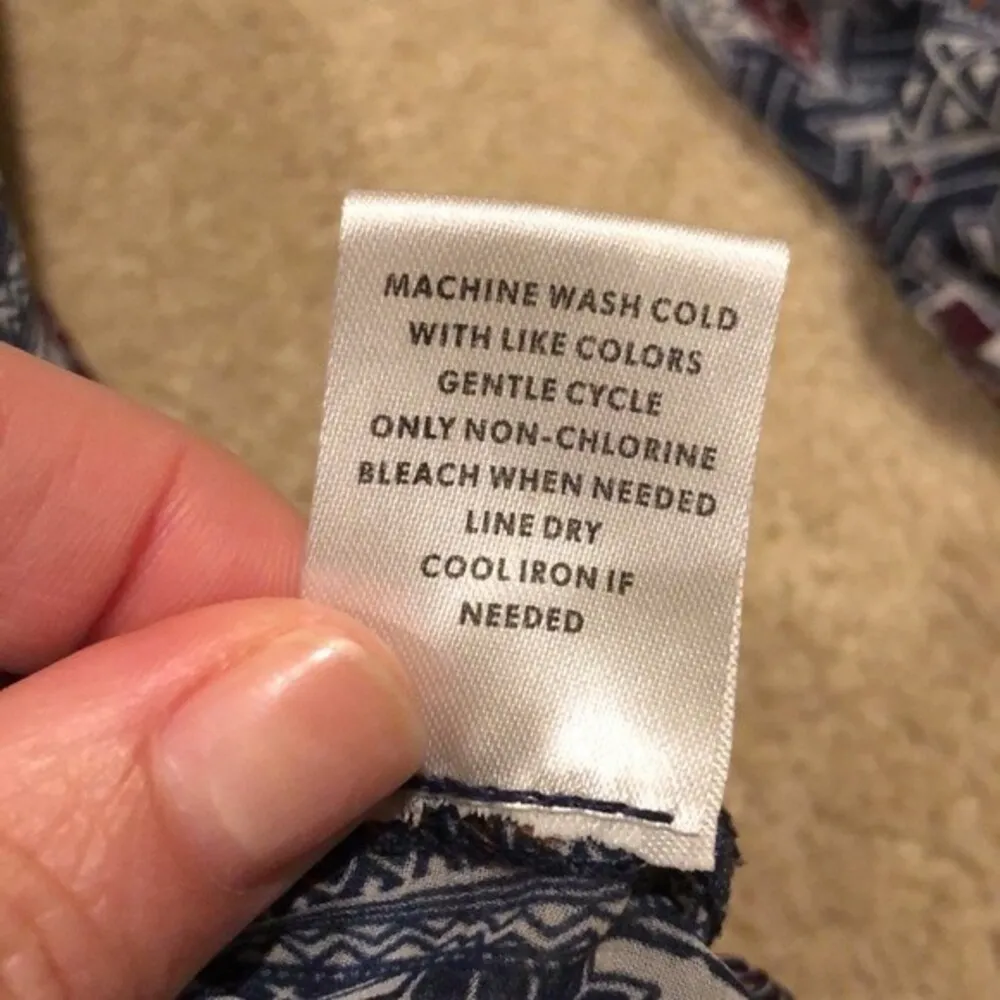 MACHINE WASH COLD
WITH LIKE COLORS
GENTLE CYCLE
ONLY NON-CHLORINE
BLEACH WHEN NEEDED
LINE DRY
COOL IRON IF
NEEDED